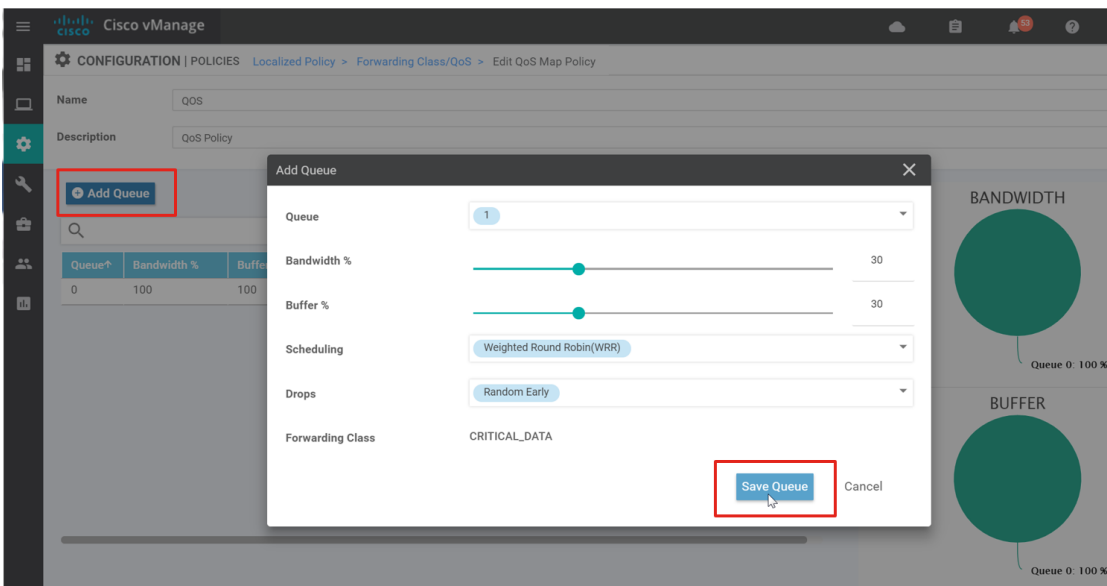 cisco Cisco vManage 53
CONFIGURATION | POLICIES Localized Policy > Forwarding Class/QoS > Edit QoS Map Policy
Name QOS
Description QoS Policy
Add Queue
Queue Bandwidth % Buffe
0 100 100
Add Queue
Queue 1
Bandwidth % 30
Buffer % 30
Scheduling Weighted Round Robin(WRR)
Drops Random Early
Forwarding Class CRITICAL_DATA
Save Queue Cancel
BANDWIDTH
Queue 0: 100 %
BUFFER
Queue 0: 100 %